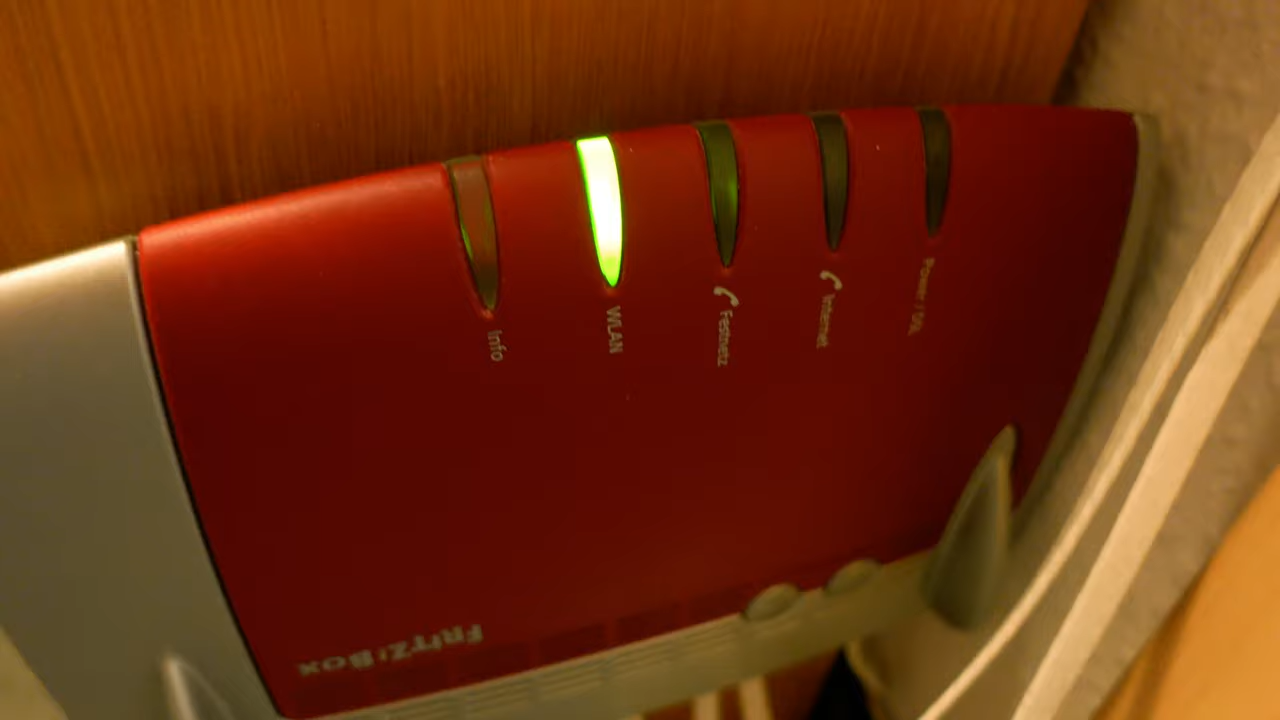 Info
WLAN
Festnetz
Internet
Power / DSL
FRITZ!Box